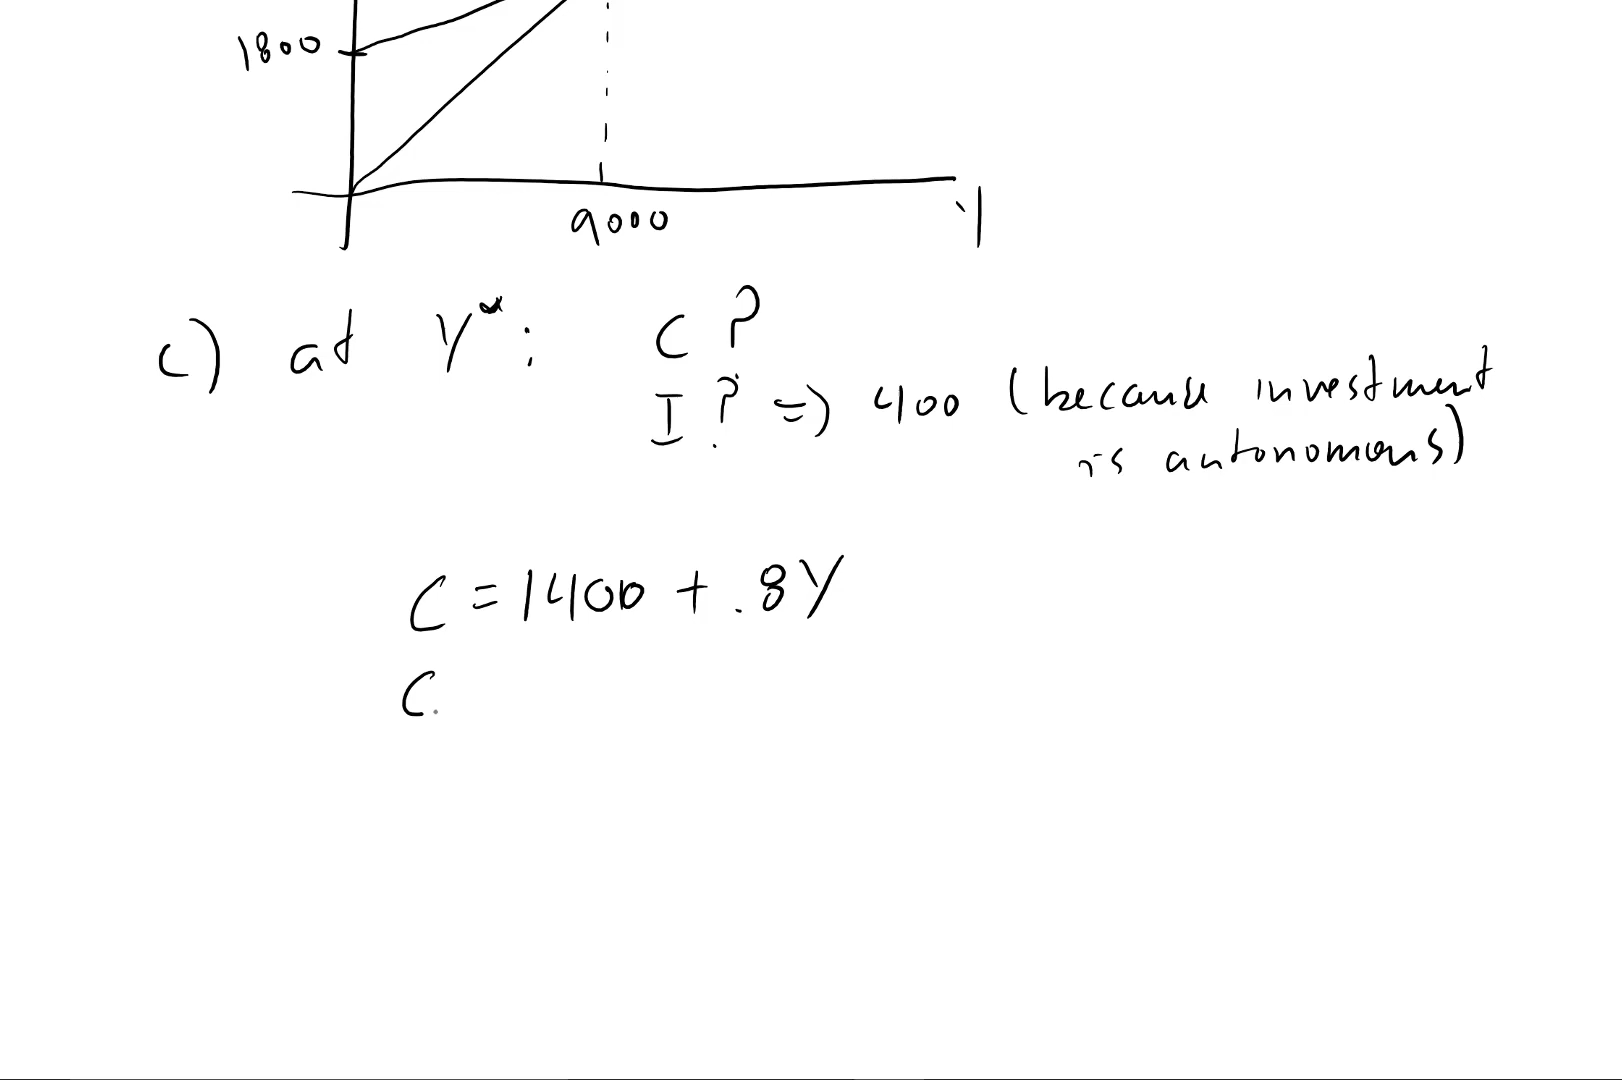 1800
9000
Y
c) at Y*: C?
I? => 400 (because investment
is autonomous)
C = 1400 + .8Y
C